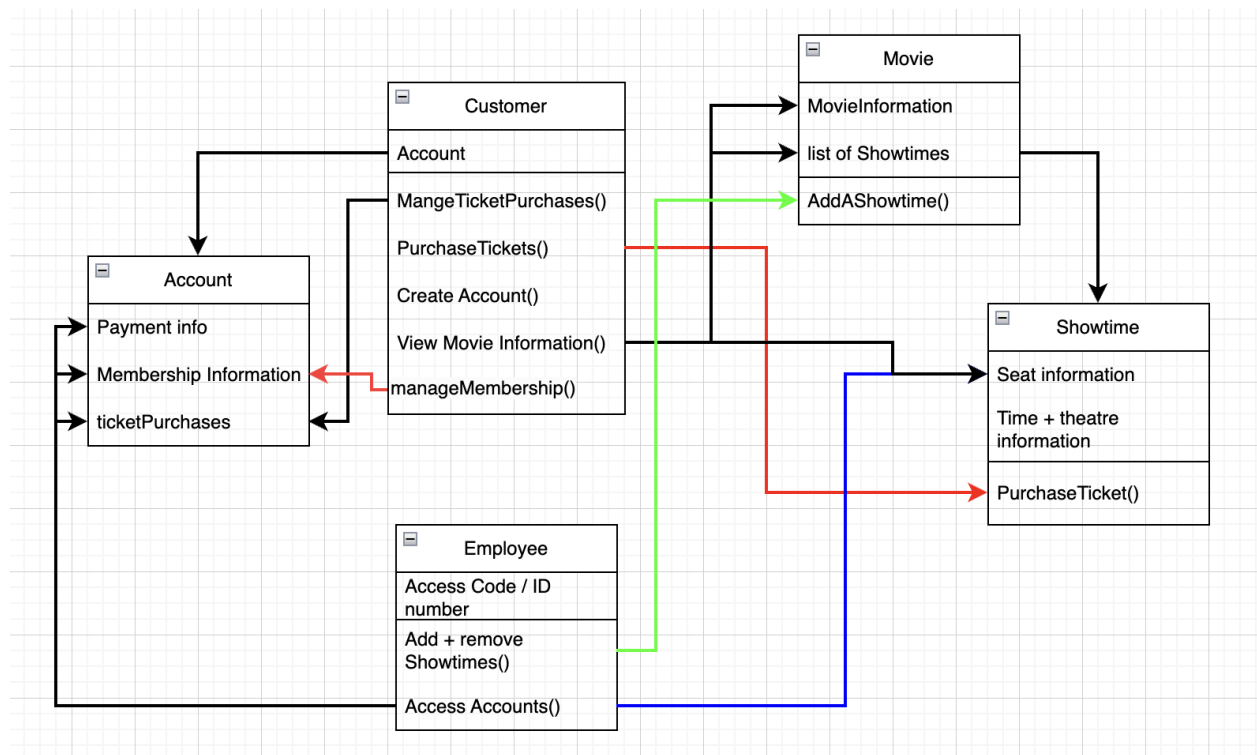 Customer
Account
MangeTicketPurchases()
PurchaseTickets()
Create Account()
View Movie Information()
manageMembership()
Movie
MovieInformation
list of Showtimes
AddAShowtime()
Account
Payment info
Membership Information
ticketPurchases
Showtime
Seat information
Time + theatre
information
PurchaseTicket()
Employee
Access Code / ID
number
Add + remove
Showtimes()
Access Accounts()